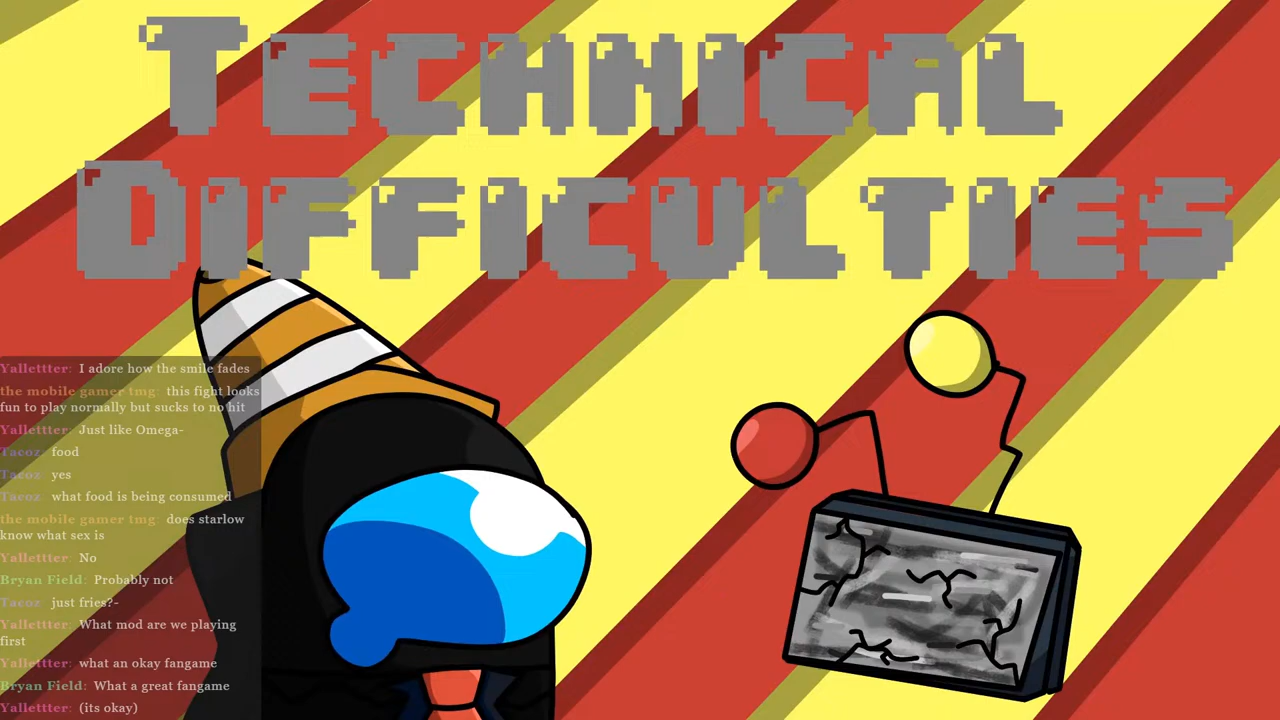 TECHNICAL
DIFFICULTIES
Yallettter: I adore how the smile fades
the mobile gamer tmg: this fight looks
fun to play normally but sucks to no hit
Yallettter: Just like Omega-
Tacoz: food
Tacoz: yes
Tacoz: what food is being consumed
the mobile gamer tmg: does starlow
know what sex is
Yallettter: No
Bryan Field: Probably not
Tacoz: just fries?-
Yallettter: What mod are we playing
first
Yallettter: what an okay fangame
Bryan Field: What a great fangame
Yallettter: (its okay)